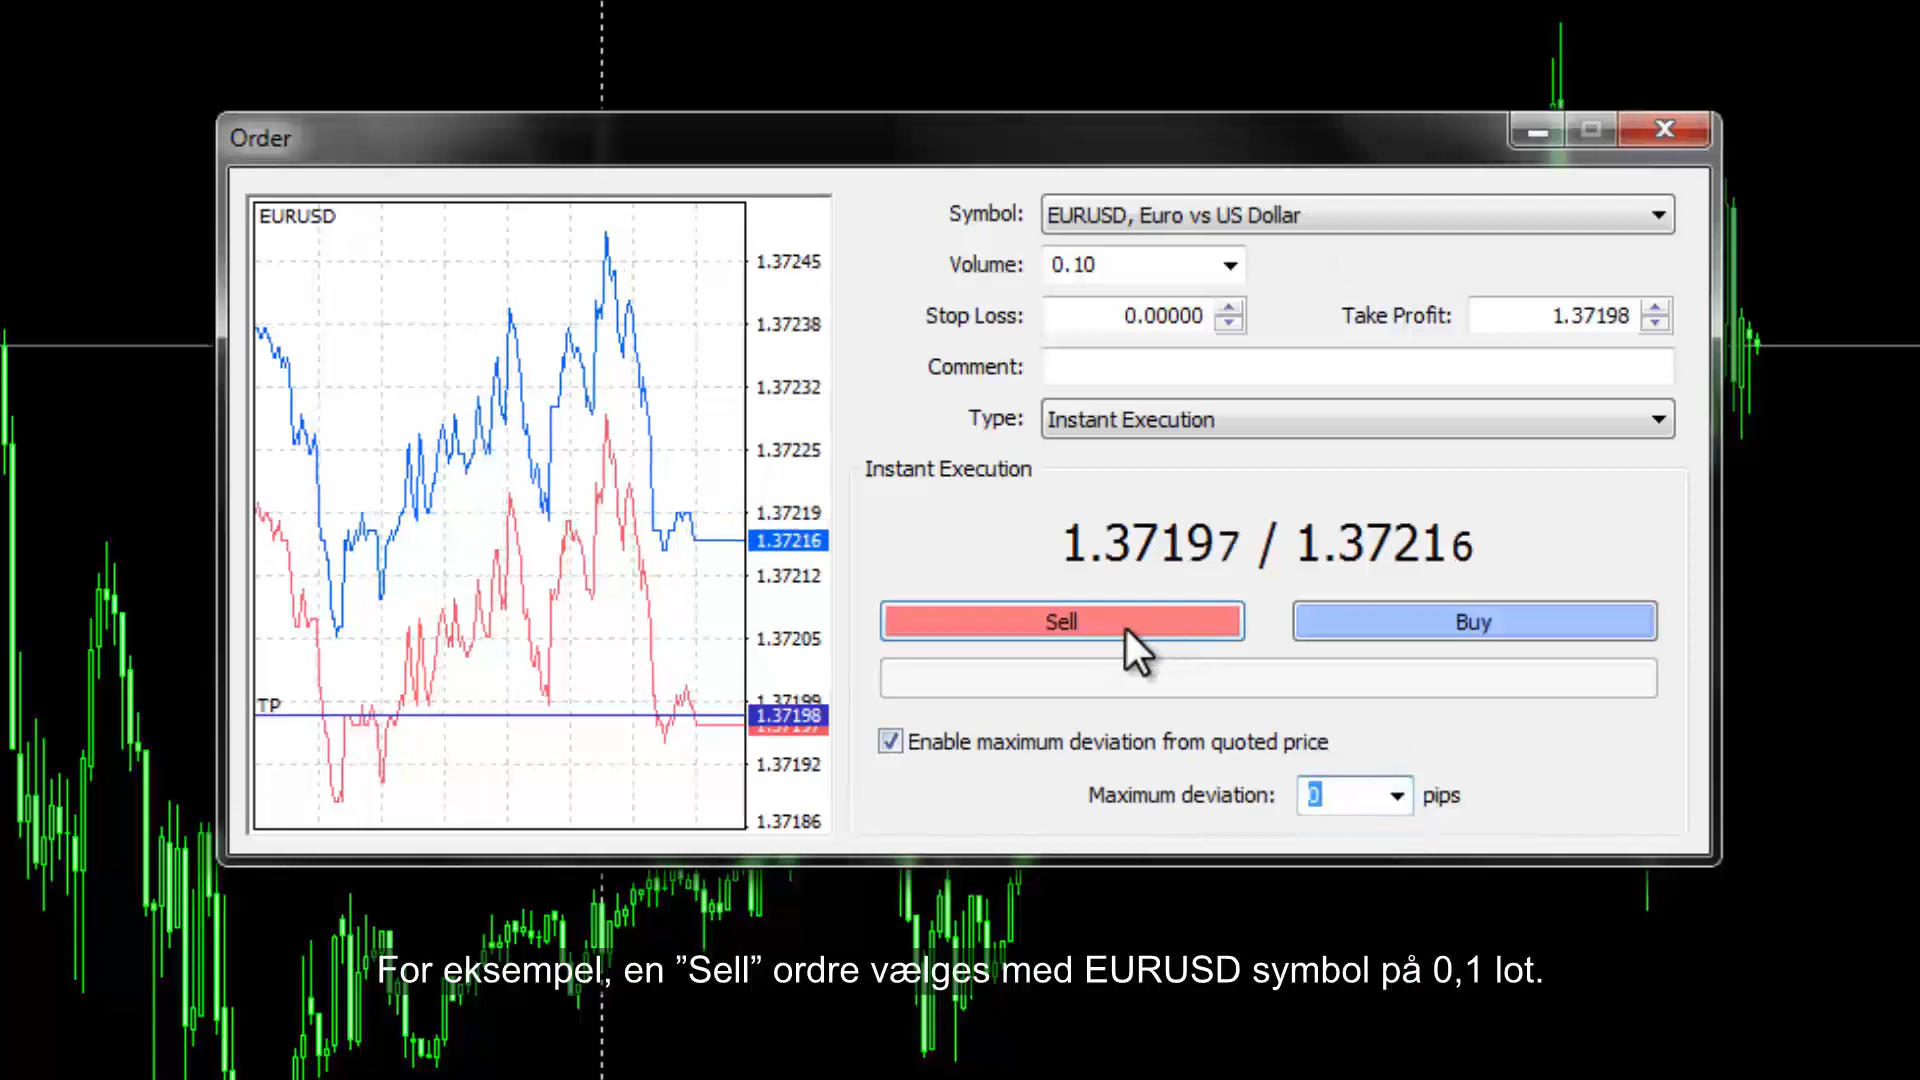 Order
EURUSD
1.37245
1.37238
1.37232
1.37225
1.37219
1.37216
1.37212
1.37205
TP
1.37199
1.37198
1.37197
1.37192
1.37186
Symbol: EURUSD, Euro vs US Dollar
Volume: 0.10
Stop Loss: 0.00000 Take Profit: 1.37198
Comment:
Type: Instant Execution
Instant Execution
1.37197 / 1.37216
Sell Buy
Enable maximum deviation from quoted price
Maximum deviation: 0 pips
For eksempel, en ”Sell” ordre vælges med EURUSD symbol på 0,1 lot.